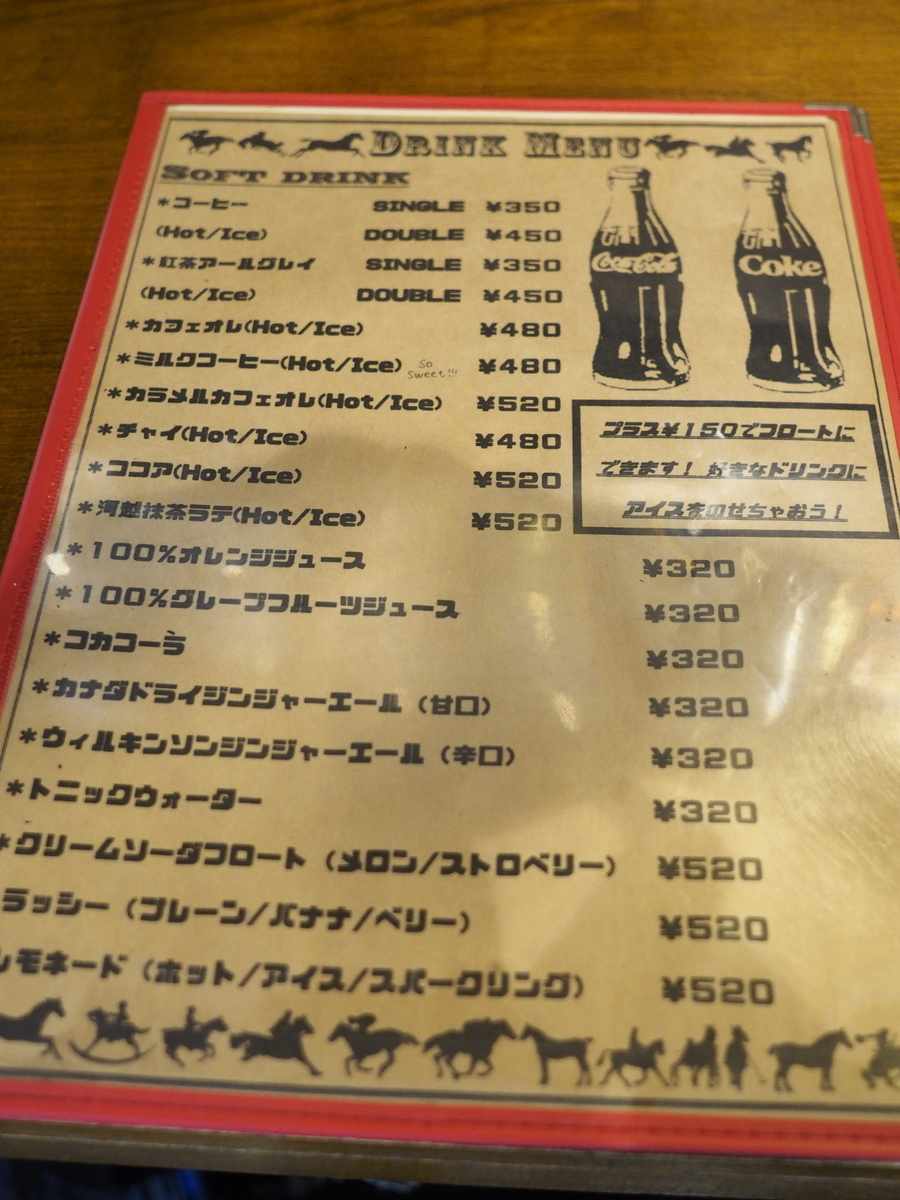 DRINK MENU
SOFT DRINK
*コーヒー SINGLE ¥350
(Hot/Ice) DOUBLE ¥450
*紅茶アールグレイ SINGLE ¥350
(Hot/Ice) DOUBLE ¥450
*カフェオレ(Hot/Ice) ¥480
*ミルクコーヒー(Hot/Ice) So Sweet!!! ¥480
*カラメルカフェオレ(Hot/Ice) ¥520
*チャイ(Hot/Ice) ¥480
*ココア(Hot/Ice) ¥520
*河越抹茶ラテ(Hot/Ice) ¥520
Coca-Cola
Coke
プラス¥150でフロートに
できます！ 好きなドリンクに
アイスをのせちゃおう！
*100%オレンジジュース ¥320
*100%グレープフルーツジュース ¥320
*コカコーラ ¥320
*カナダドライジンジャーエール（甘口） ¥320
*ウィルキンソンジンジャーエール（辛口） ¥320
*トニックウォーター ¥320
*クリームソーダフロート（メロン/ストロベリー） ¥520
ラッシー（プレーン/バナナ/ベリー） ¥520
レモネード（ホット/アイス/スパークリング） ¥520